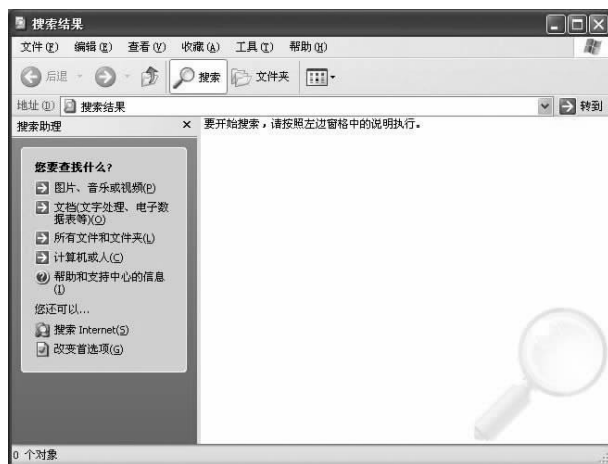 搜索结果
文件(F) 编辑(E) 查看(V) 收藏(A) 工具(T) 帮助(H)
后退 搜索 文件夹
地址(D) 搜索结果 转到
搜索助理 × 要开始搜索，请按照左边窗格中的说明执行。
您要查找什么?
图片、音乐或视频(P)
文档(文字处理、电子数
据表等)(O)
所有文件和文件夹(L)
计算机或人(C)
帮助和支持中心的信息
(I)
您还可以...
搜索 Internet(S)
改变首选项(G)
0 个对象